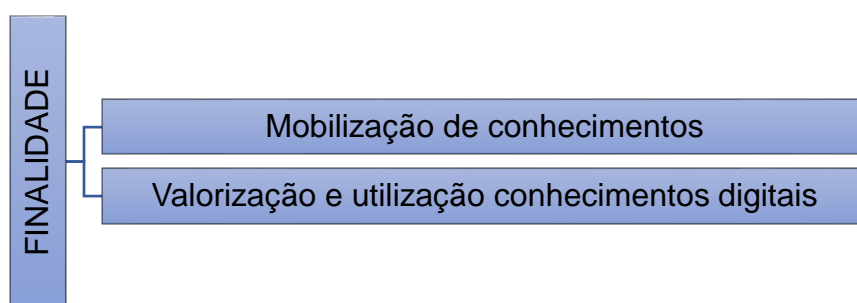 FINALIDADE
Mobilização de conhecimentos
Valorização e utilização conhecimentos digitais